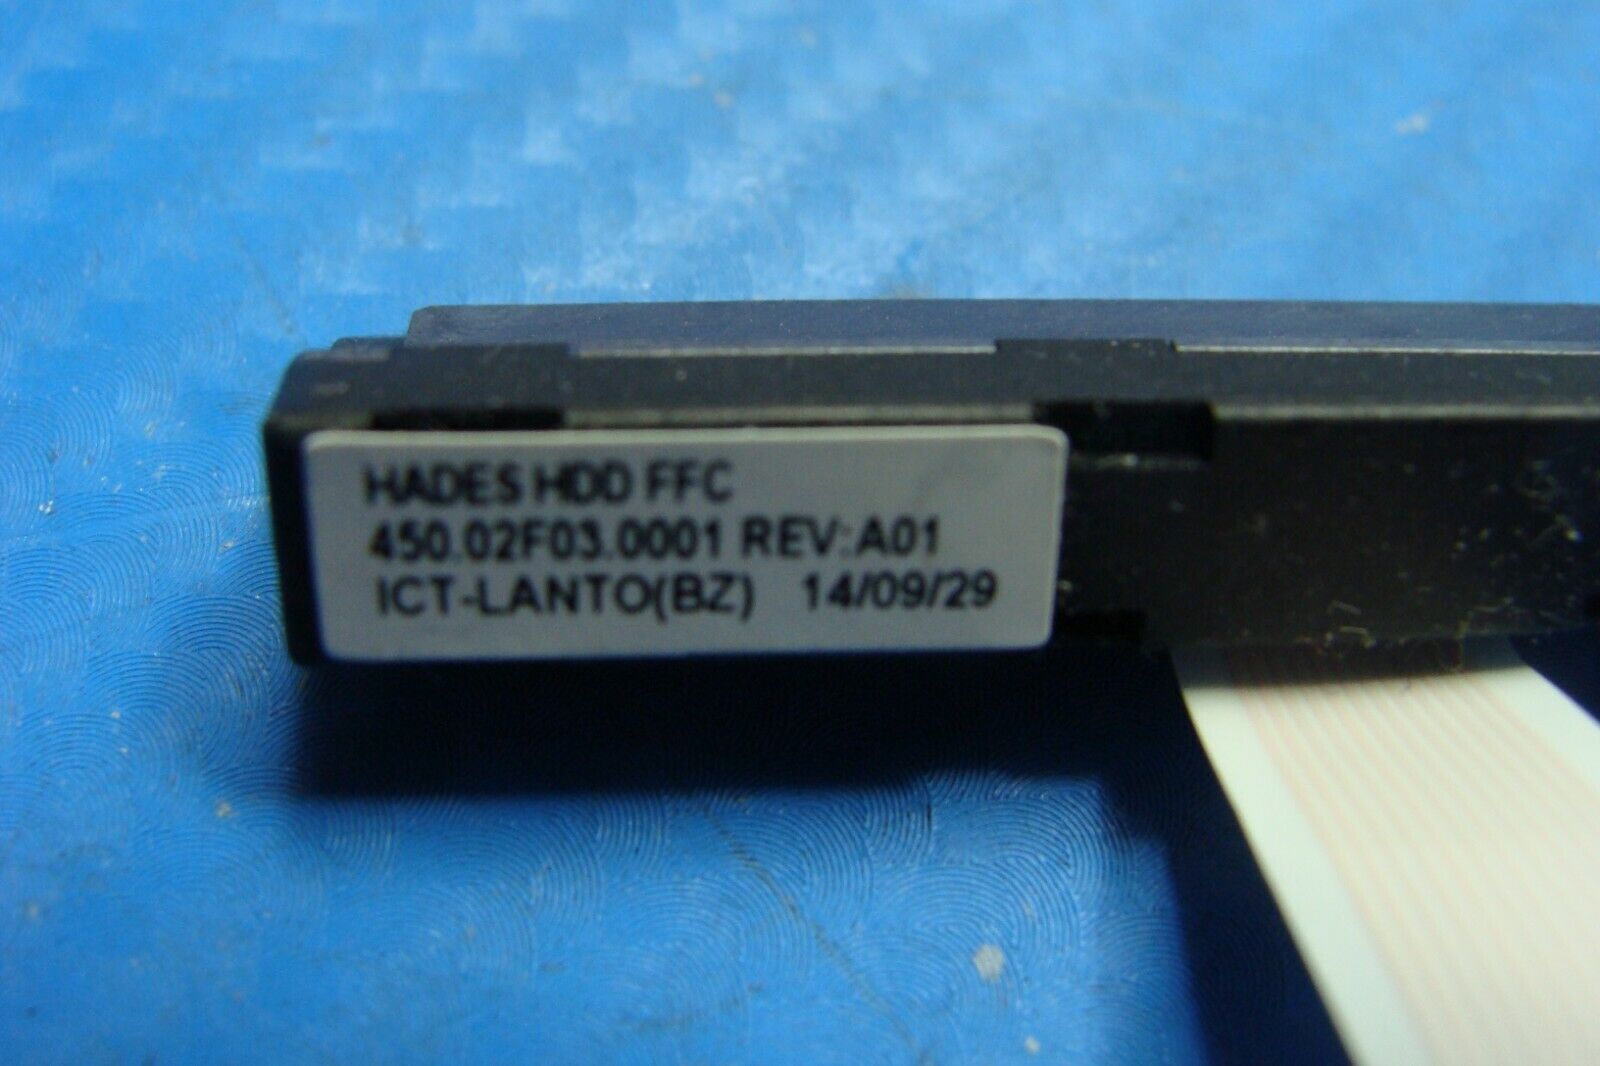 HADES HDD FFC
450.02F03.0001 REV:A01
ICT-LANTO(BZ) 14/09/29